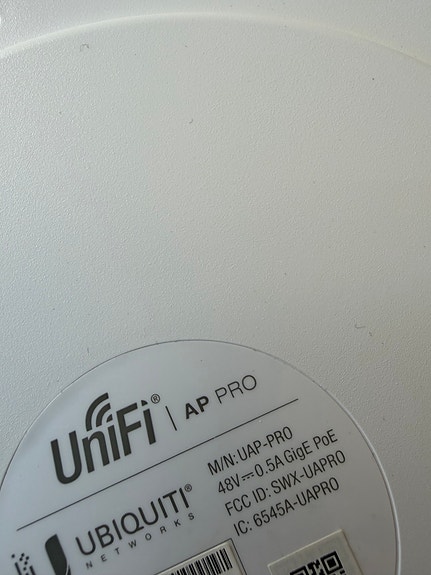 UniFi® | AP PRO
M/N: UAP-PRO
48V⎓0.5A GigE PoE
FCC ID: SWX-UAPRO
IC: 6545A-UAPRO
UBIQUITI®
NETWORKS